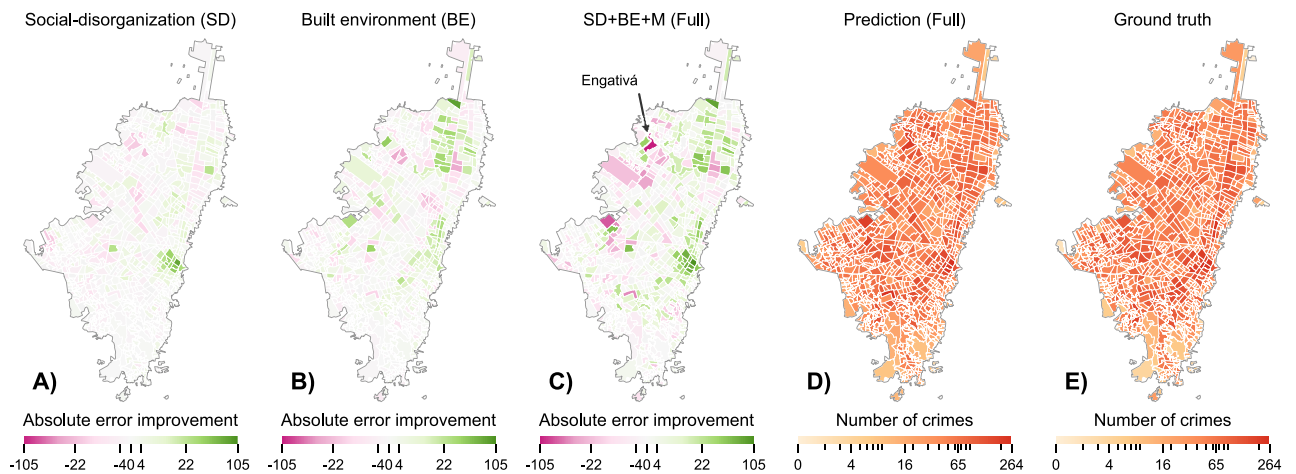 Social-disorganization (SD)
Built environment (BE)
SD+BE+M (Full)
Prediction (Full)
Ground truth
Engativá
A)
B)
C)
D)
E)
Absolute error improvement
Absolute error improvement
Absolute error improvement
Number of crimes
Number of crimes
-105 -22 -4 0 4 22 105
-105 -22 -4 0 4 22 105
-105 -22 -4 0 4 22 105
0 4 16 65 264
0 4 16 65 264